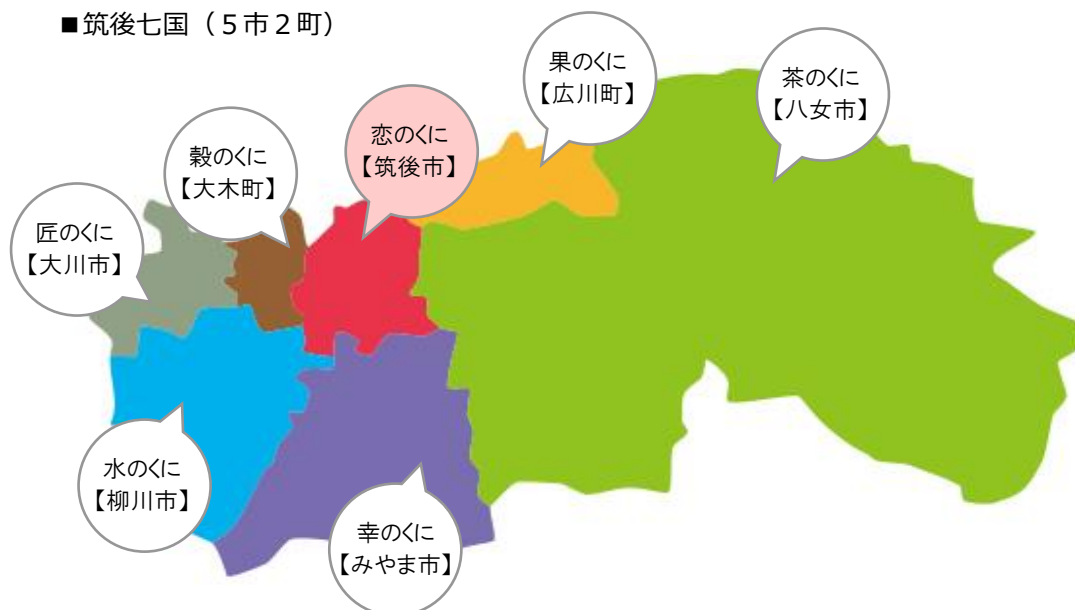 ■筑後七国（５市２町）
果のくに
【広川町】
茶のくに
【八女市】
恋のくに
【筑後市】
穀のくに
【大木町】
匠のくに
【大川市】
水のくに
【柳川市】
幸のくに
【みやま市】